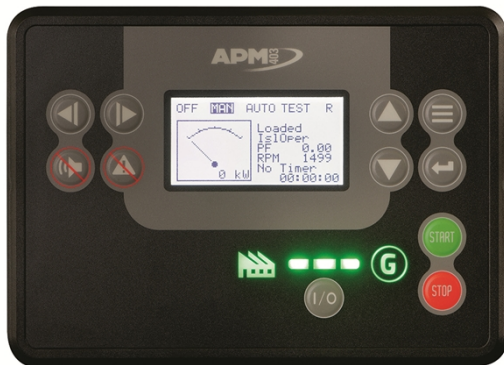 APM403
OFF MAN AUTO TEST R
Loaded
IslOper
PF 0.00
RPM 1499
No Timer
0 kW 00:00:00
START
G
STOP
I/O